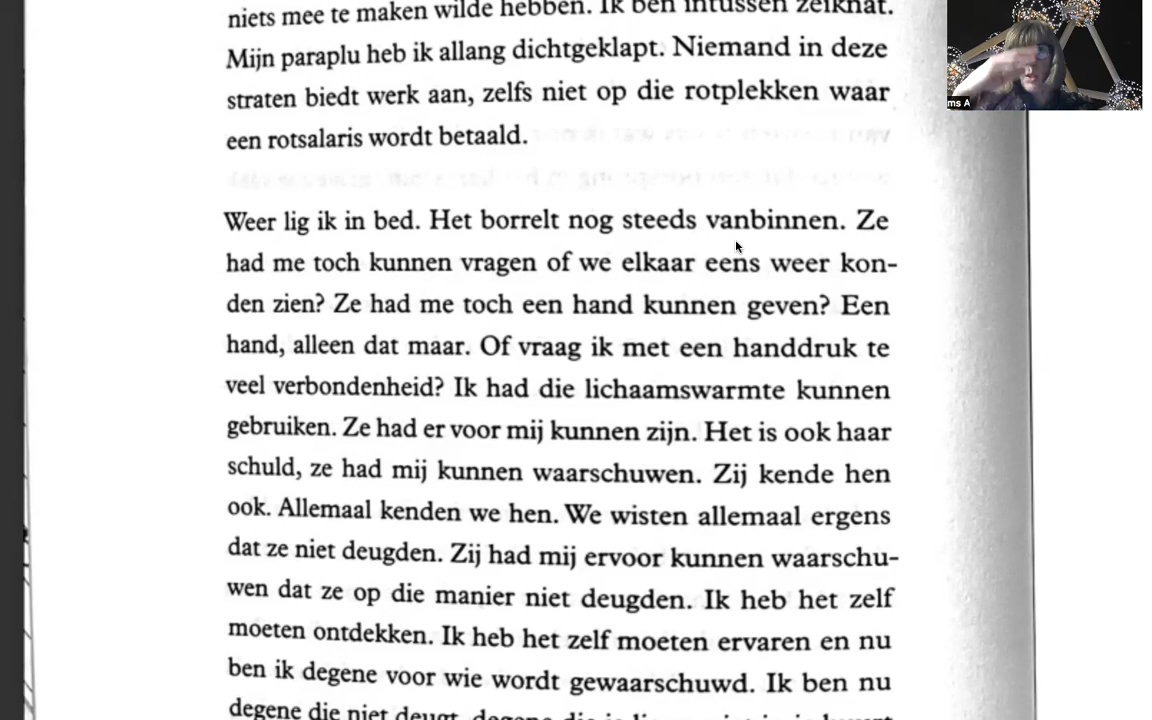 niets mee te maken wilde hebben. Ik ben intussen zeiknat.
Mijn paraplu heb ik allang dichtgeklapt. Niemand in deze
straten biedt werk aan, zelfs niet op die rotplekken waar
een rotsalaris wordt betaald.
Weer lig ik in bed. Het borrelt nog steeds vanbinnen. Ze
had me toch kunnen vragen of we elkaar eens weer kon-
den zien? Ze had me toch een hand kunnen geven? Een
hand, alleen dat maar. Of vraag ik met een handdruk te
veel verbondenheid? Ik had die lichaamswarmte kunnen
gebruiken. Ze had er voor mij kunnen zijn. Het is ook haar
schuld, ze had mij kunnen waarschuwen. Zij kende hen
ook. Allemaal kenden we hen. We wisten allemaal ergens
dat ze niet deugden. Zij had mij ervoor kunnen waarschu-
wen dat ze op die manier niet deugden. Ik heb het zelf
moeten ontdekken. Ik heb het zelf moeten ervaren en nu
ben ik degene voor wie wordt gewaarschuwd. Ik ben nu
degene die niet deugt, degene die
ms A